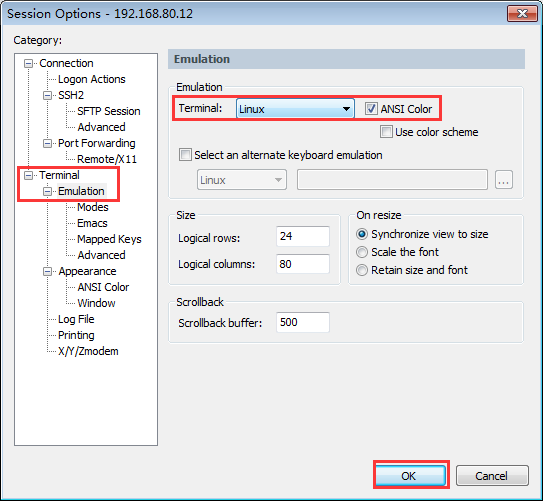 Session Options - 192.168.80.12
Category:
Connection
Logon Actions
SSH2
SFTP Session
Advanced
Port Forwarding
Remote/X11
Terminal
Emulation
Modes
Emacs
Mapped Keys
Advanced
Appearance
ANSI Color
Window
Log File
Printing
X/Y/Zmodem
Emulation
Emulation
Terminal: Linux ANSI Color
Use color scheme
Select an alternate keyboard emulation
Linux ...
Size
Logical rows: 24
Logical columns: 80
On resize
Synchronize view to size
Scale the font
Retain size and font
Scrollback
Scrollback buffer: 500
OK Cancel